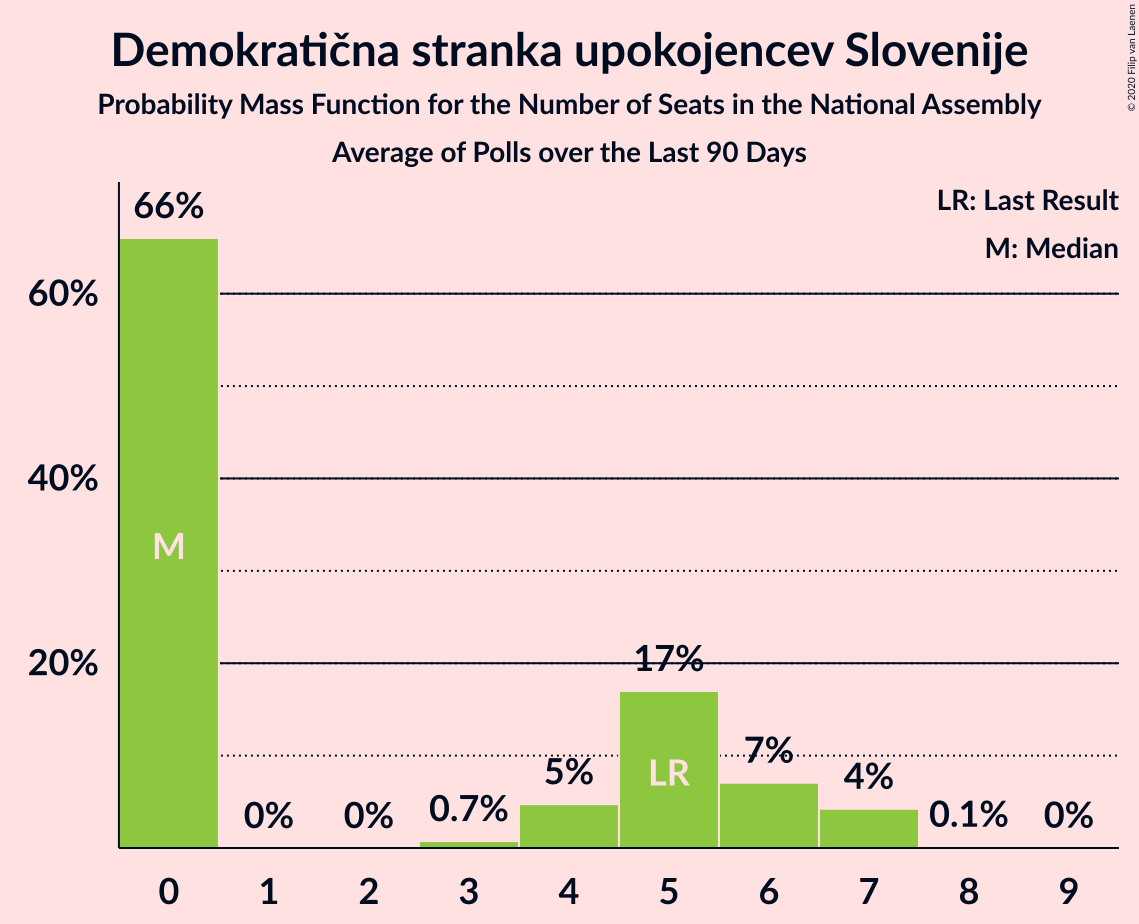 Demokratična stranka upokojencev Slovenije
Probability Mass Function for the Number of Seats in the National Assembly
Average of Polls over the Last 90 Days
© 2020 Filip van Laenen
LR: Last Result
M: Median
66%
60%
40%
20%
M
0%
0%
0.7%
5%
17%
LR
7%
4%
0.1%
0%
0 1 2 3 4 5 6 7 8 9